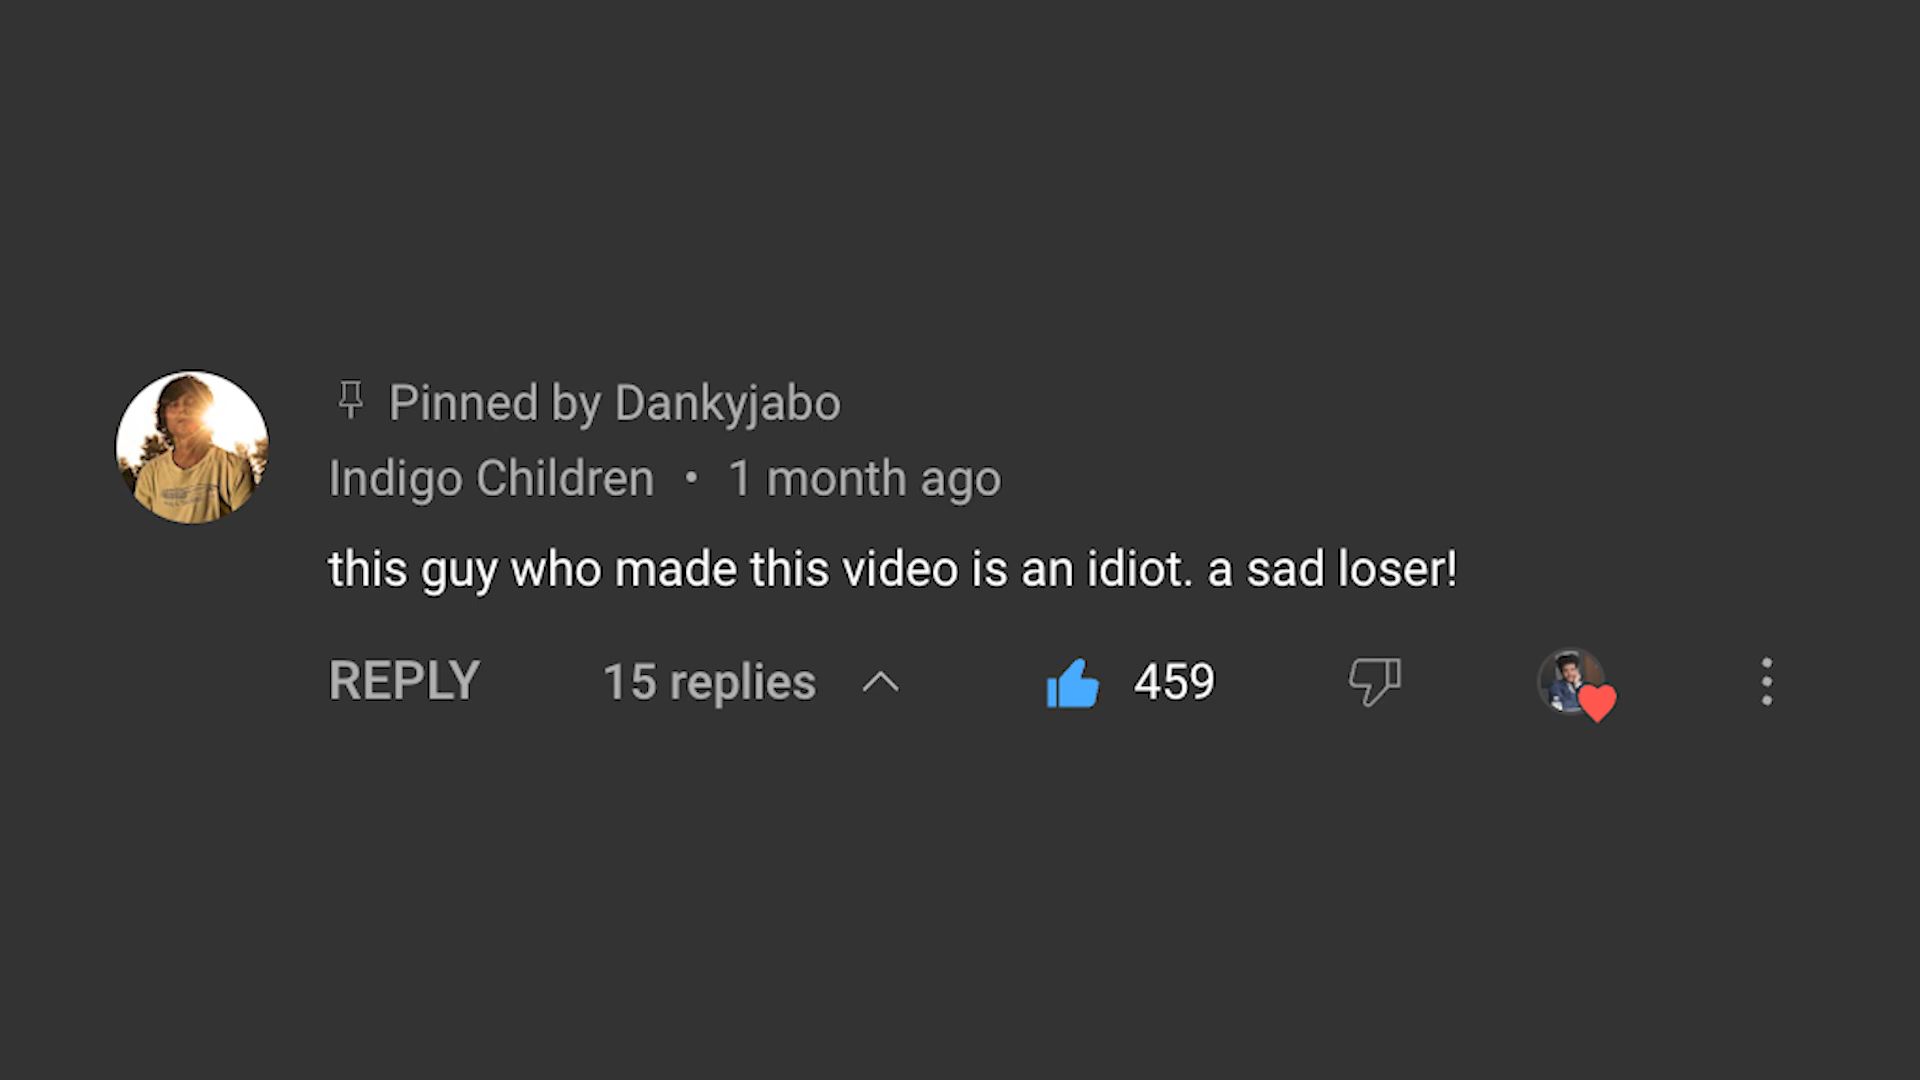 Pinned by Dankyjabo
Indigo Children • 1 month ago
this guy who made this video is an idiot. a sad loser!
REPLY 15 replies 459